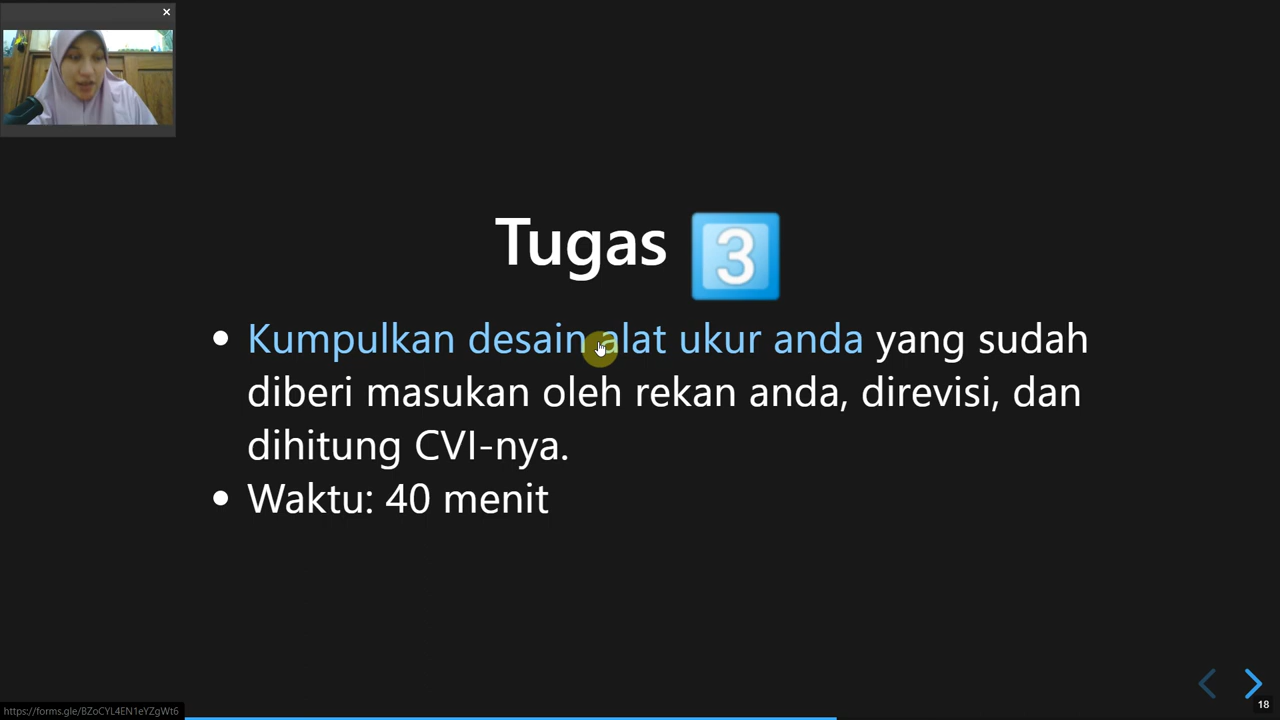 ×
Tugas 3
Kumpulkan desain alat ukur anda yang sudah
diberi masukan oleh rekan anda, direvisi, dan
dihitung CVI-nya.
Waktu: 40 menit
https://forms.gle/BZoCYL4EN1eYZgWt6
18